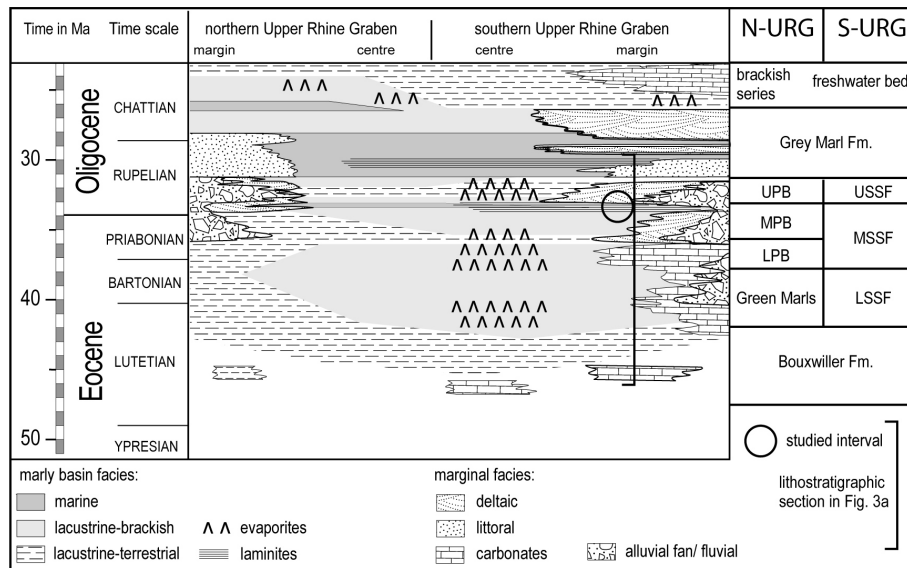 Time in Ma Time scale northern Upper Rhine Graben southern Upper Rhine Graben N-URG S-URG
margin centre centre margin
brackish series freshwater bed
CHATTIAN
Oligocene
Grey Marl Fm.
30
RUPELIAN
UPB USSF
MPB
MSSF
PRIABONIAN
LPB
BARTONIAN
Green Marls LSSF
40
Eocene
LUTETIAN
Bouxwiller Fm.
50
YPRESIAN
studied interval
lithostratigraphic
section in Fig. 3a
marly basin facies: marginal facies:
marine deltaic
lacustrine-brackish evaporites littoral
lacustrine-terrestrial laminites carbonates alluvial fan/ fluvial